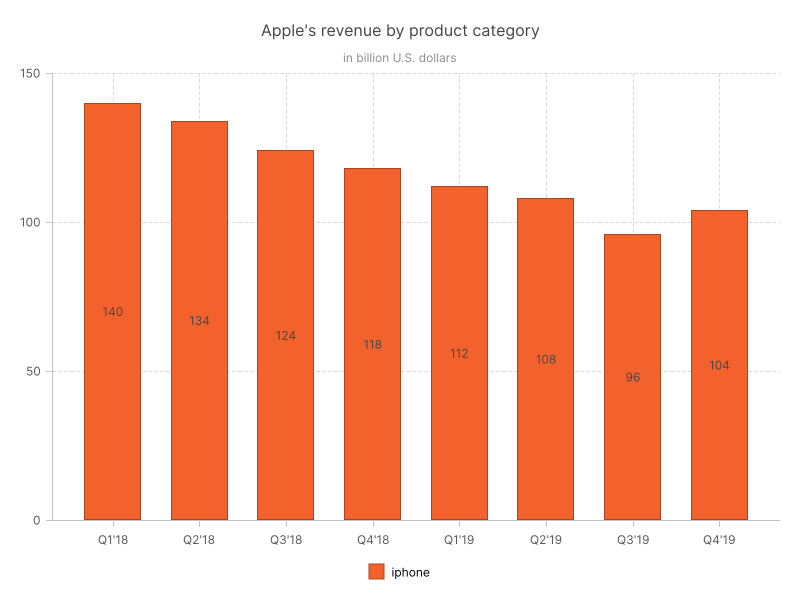 Apple's revenue by product category
in billion U.S. dollars
150
100
50
0
140
134
124
118
112
108
96
104
Q1'18
Q2'18
Q3'18
Q4'18
Q1'19
Q2'19
Q3'19
Q4'19
iphone